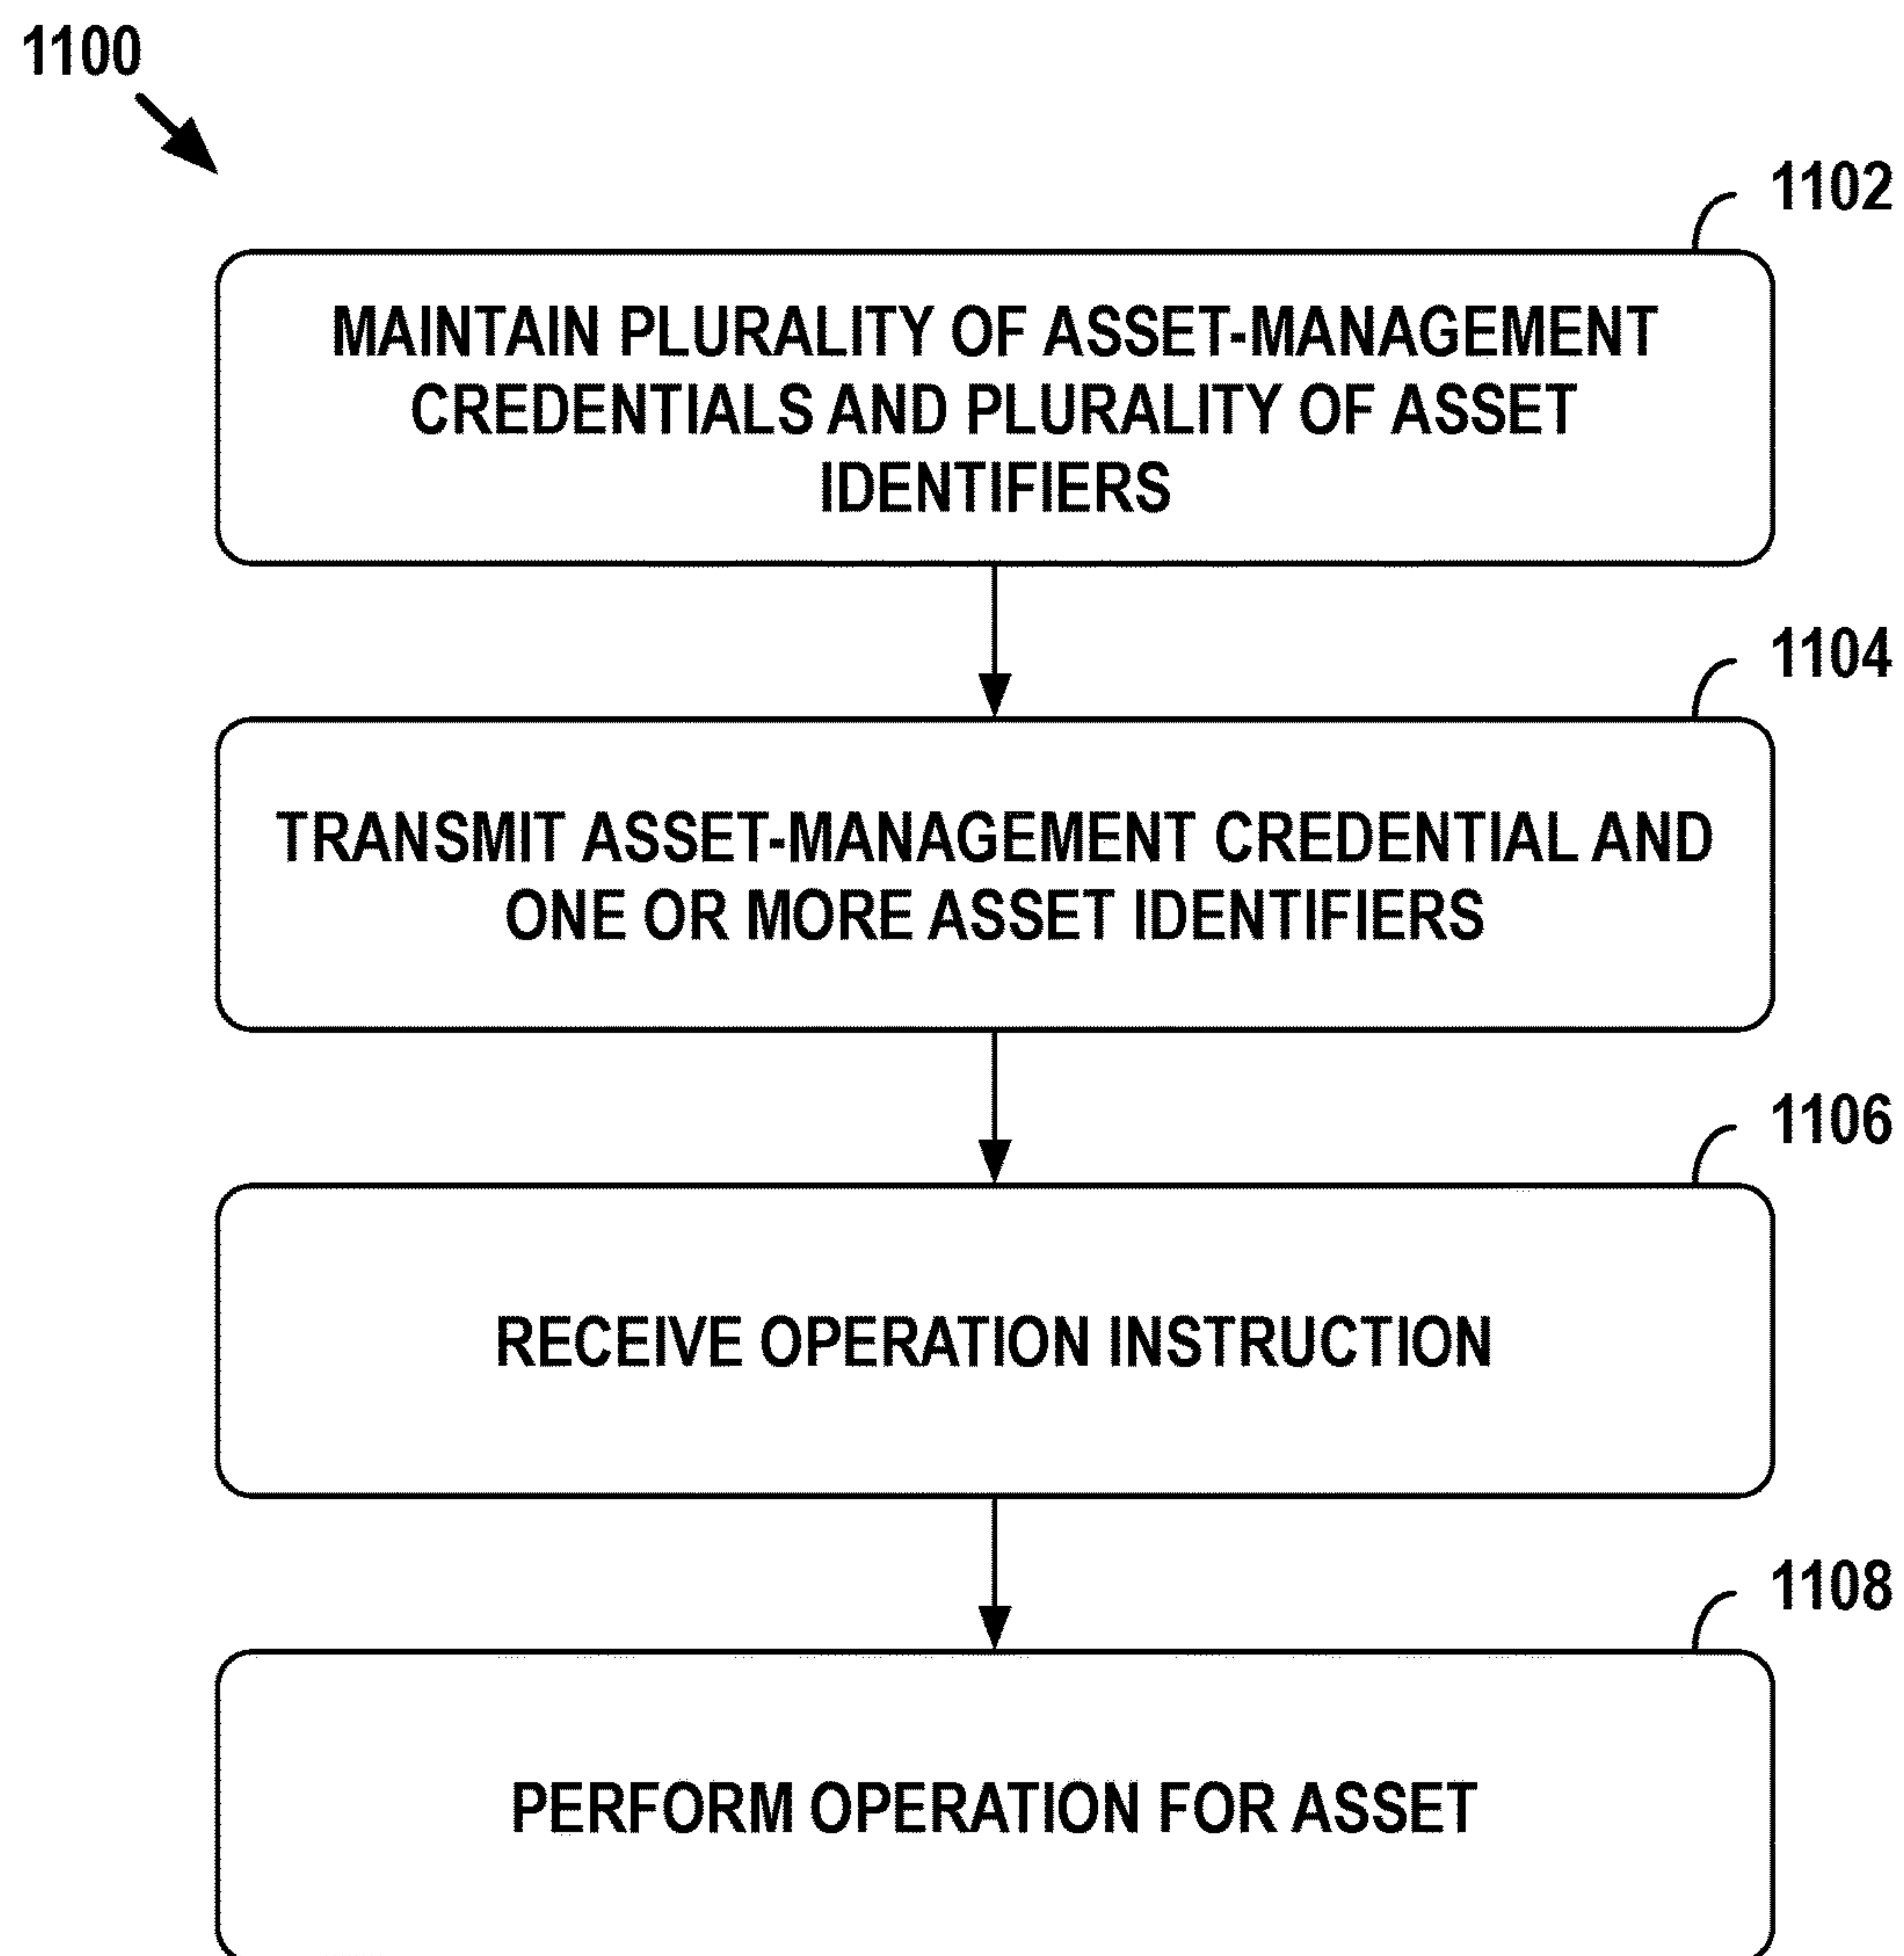 1100
1102
MAINTAIN PLURALITY OF ASSET-MANAGEMENT
CREDENTIALS AND PLURALITY OF ASSET
IDENTIFIERS
1104
TRANSMIT ASSET-MANAGEMENT CREDENTIAL AND
ONE OR MORE ASSET IDENTIFIERS
1106
RECEIVE OPERATION INSTRUCTION
1108
PERFORM OPERATION FOR ASSET